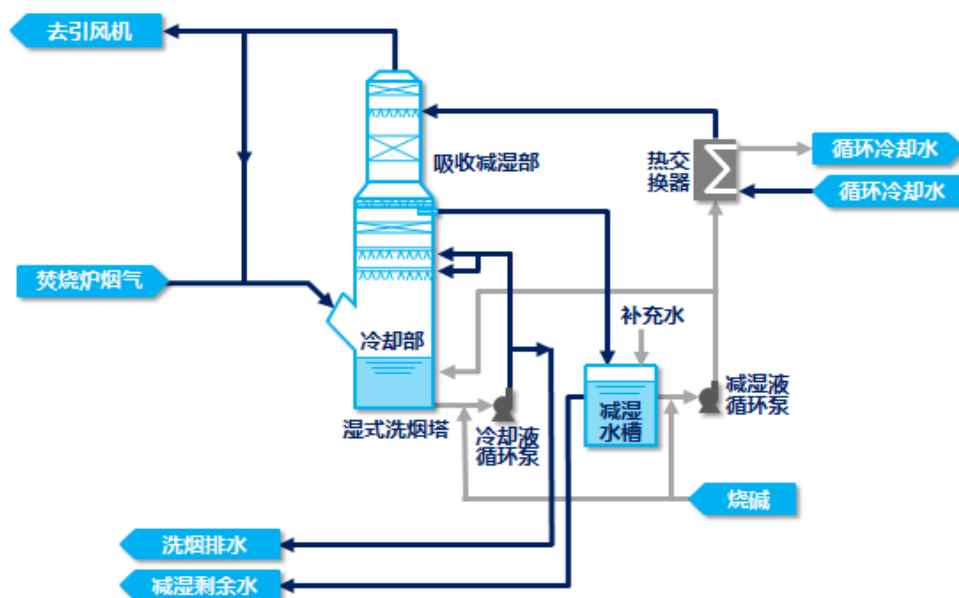 去引风机
吸收减湿部
热交
换器
循环冷却水
循环冷却水
焚烧炉烟气
冷却部
补充水
湿式洗烟塔
冷却液
循环泵
减湿
水槽
减湿液
循环泵
烧碱
洗烟排水
减湿剩余水